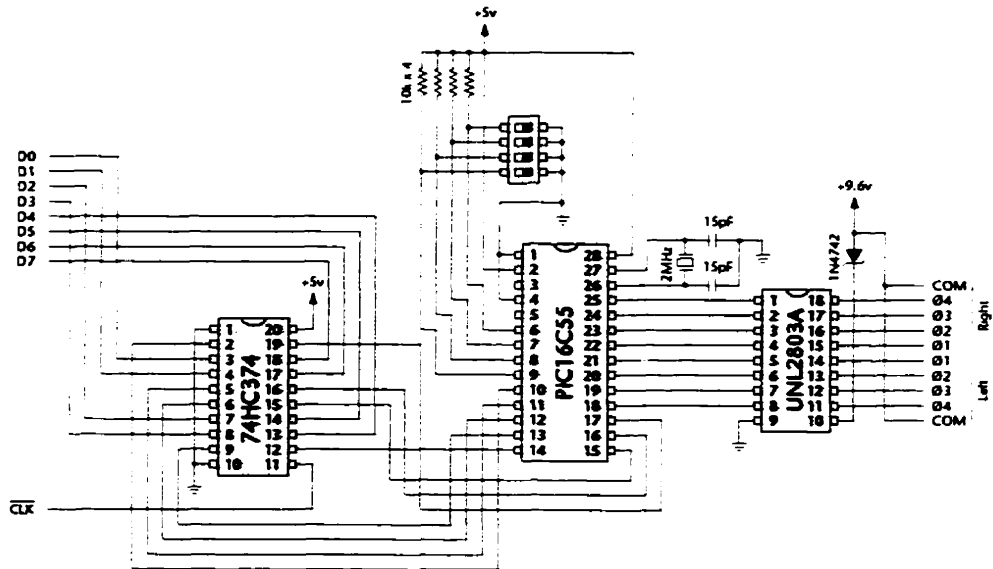 +5v
10k x 4
D0
D1
D2
D3
D4
D5
D6
D7
+9.6v
1N4742
15pF
2MHz
15pF
+5v
1 28
2 27
3 26
4 25
5 24
6 23
7 22
8 21
9 20
10 19
11 18
12 17
13 16
14 15
PIC16C55
1 20
2 19
3 18
4 17
5 16
6 15
7 14
8 13
9 12
10 11
74HC374
1 18
2 17
3 16
4 15
5 14
6 13
7 12
8 11
9 10
UNL2803A
COM
Ø4
Ø3
Ø2
Ø1
Ø1
Ø2
Ø3
Ø4
COM
Right
Left
CLK